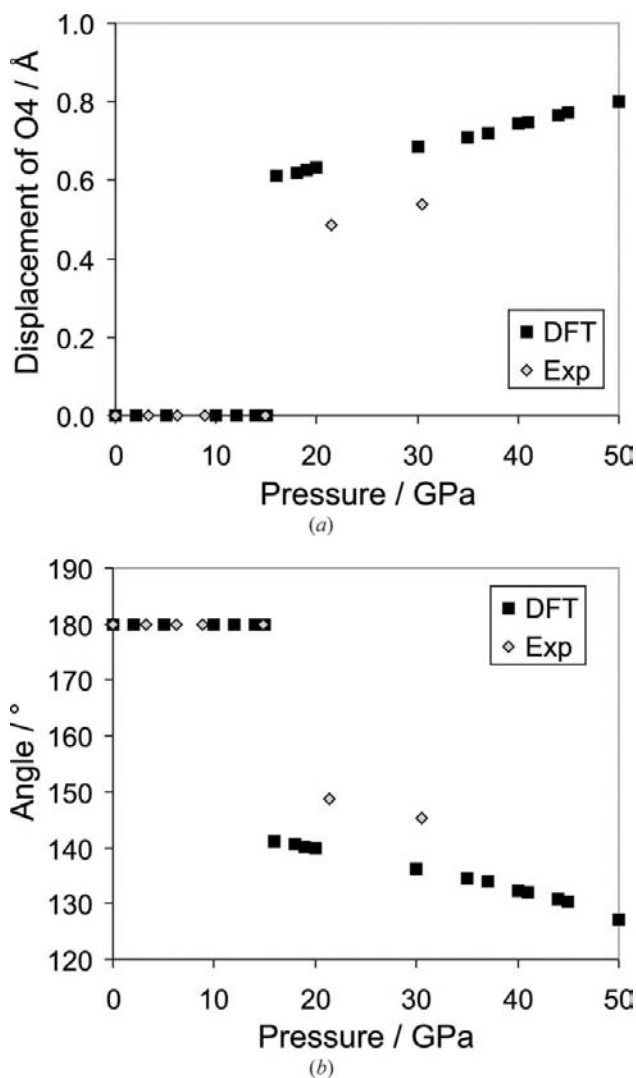 Displacement of O4 / Å
1.0
0.8
0.6
0.4
0.2
0.0
DFT
Exp
0 10 20 30 40 50
Pressure / GPa
(a)
Angle / °
190
180
170
160
150
140
130
120
DFT
Exp
0 10 20 30 40 50
Pressure / GPa
(b)